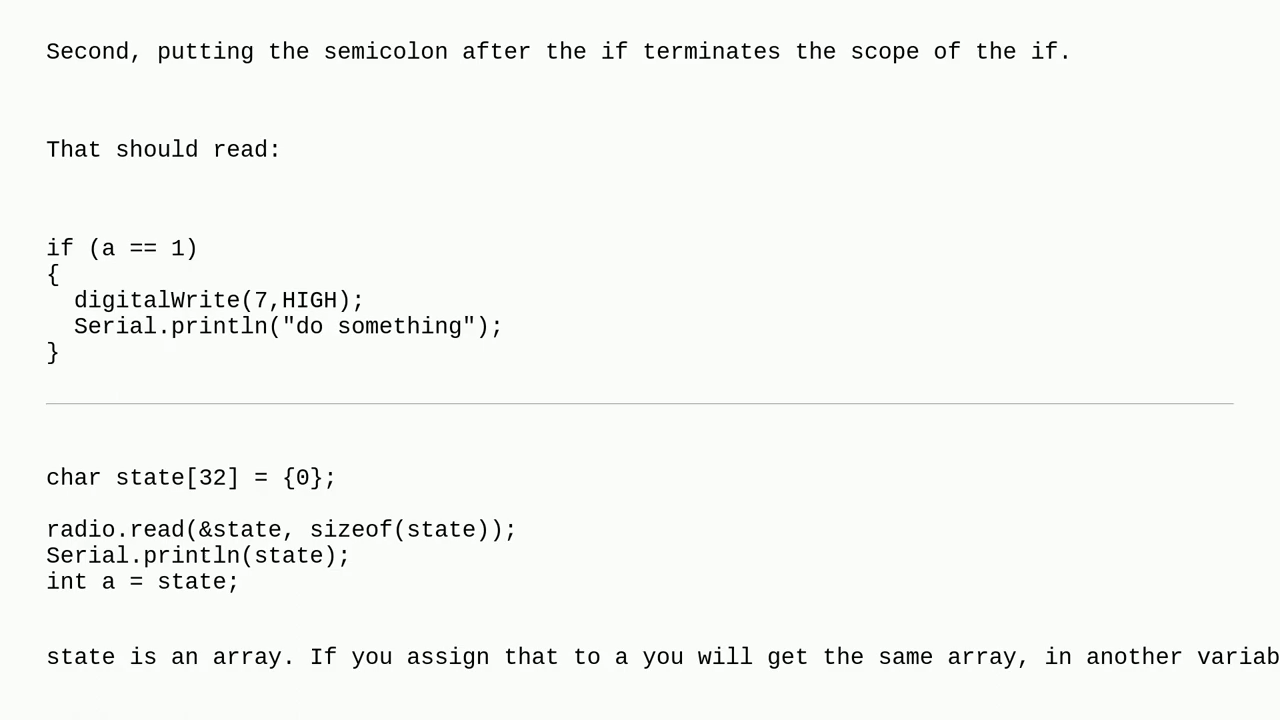 Second, putting the semicolon after the if terminates the scope of the if.
That should read:
if (a == 1)
{
  digitalWrite(7,HIGH);
  Serial.println("do something");
}
char state[32] = {0};
radio.read(&state, sizeof(state));
Serial.println(state);
int a = state;
state is an array. If you assign that to a you will get the same array, in another variab